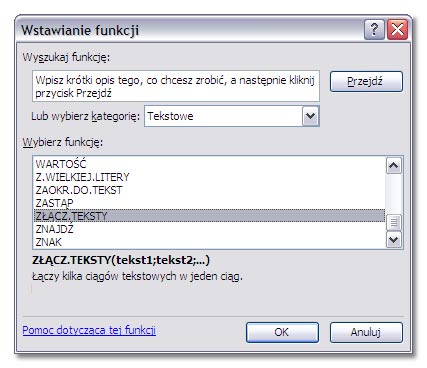 Wstawianie funkcji
Wyszukaj funkcję:
Wpisz krótki opis tego, co chcesz zrobić, a następnie kliknij
przycisk Przejdź
Przejdź
Lub wybierz kategorię: Tekstowe
Wybierz funkcję:
WARTOŚĆ
Z.WIELKIEJ.LITERY
ZAOKR.DO.TEKST
ZASTĄP
ZŁĄCZ.TEKSTY
ZNAJDŹ
ZNAK
ZŁĄCZ.TEKSTY(tekst1;tekst2;...)
Łączy kilka ciągów tekstowych w jeden ciąg.
Pomoc dotycząca tej funkcji
OK
Anuluj